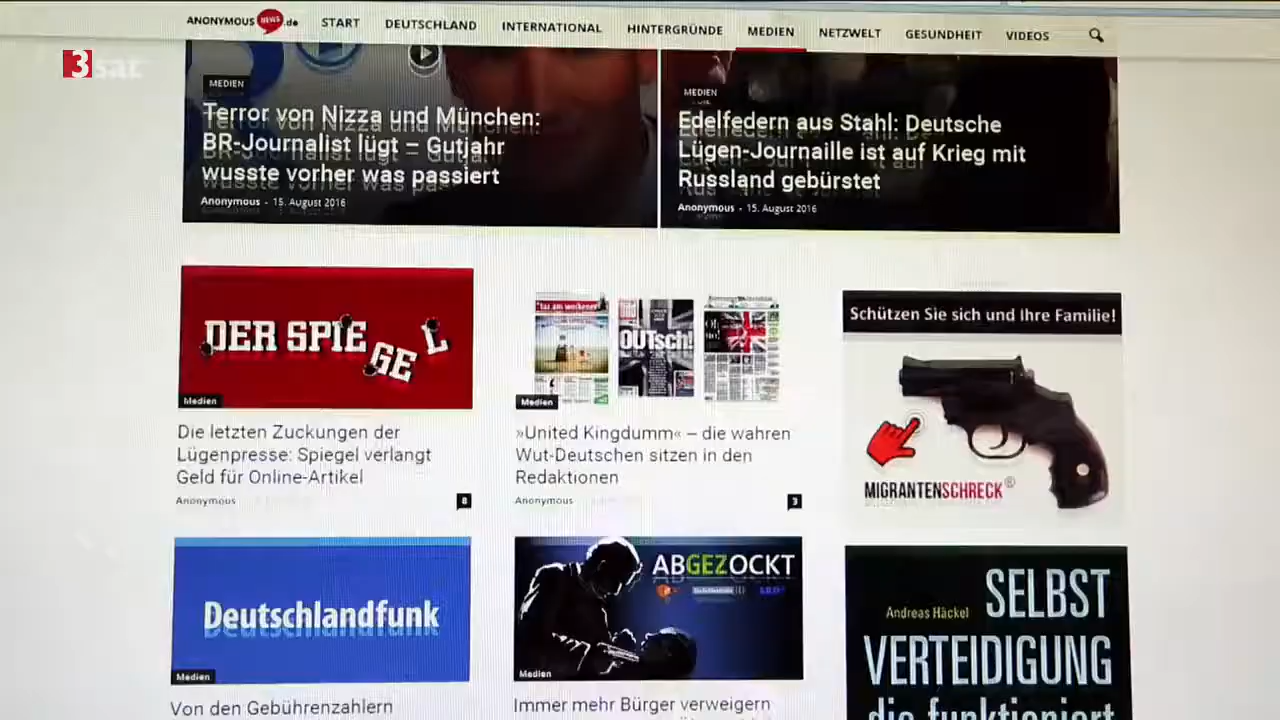 3sat
ANONYMOUS NEWS .de
START
DEUTSCHLAND
INTERNATIONAL
HINTERGRÜNDE
MEDIEN
NETZWELT
GESUNDHEIT
VIDEOS
MEDIEN
Terror von Nizza und München:
BR-Journalist lügt – Gutjahr
wusste vorher was passiert
Anonymous - 15. August 2016
MEDIEN
Edelfedern aus Stahl: Deutsche
Lügen-Journaille ist auf Krieg mit
Russland gebürstet
Anonymous - 15. August 2016
DER SPIEGEL
Medien
Die letzten Zuckungen der
Lügenpresse: Spiegel verlangt
Geld für Online-Artikel
Anonymous
8
OUTsch!
Medien
»United Kingdumm« – die wahren
Wut-Deutschen sitzen in den
Redaktionen
Anonymous
3
Schützen Sie sich und Ihre Familie!
MIGRANTENSCHRECK®
Deutschlandfunk
Medien
Von den Gebührenzahlern
ABGEZOCKT
Medien
Immer mehr Bürger verweigern
Andreas Häckel
SELBST
VERTEIDIGUNG
die funktioniert